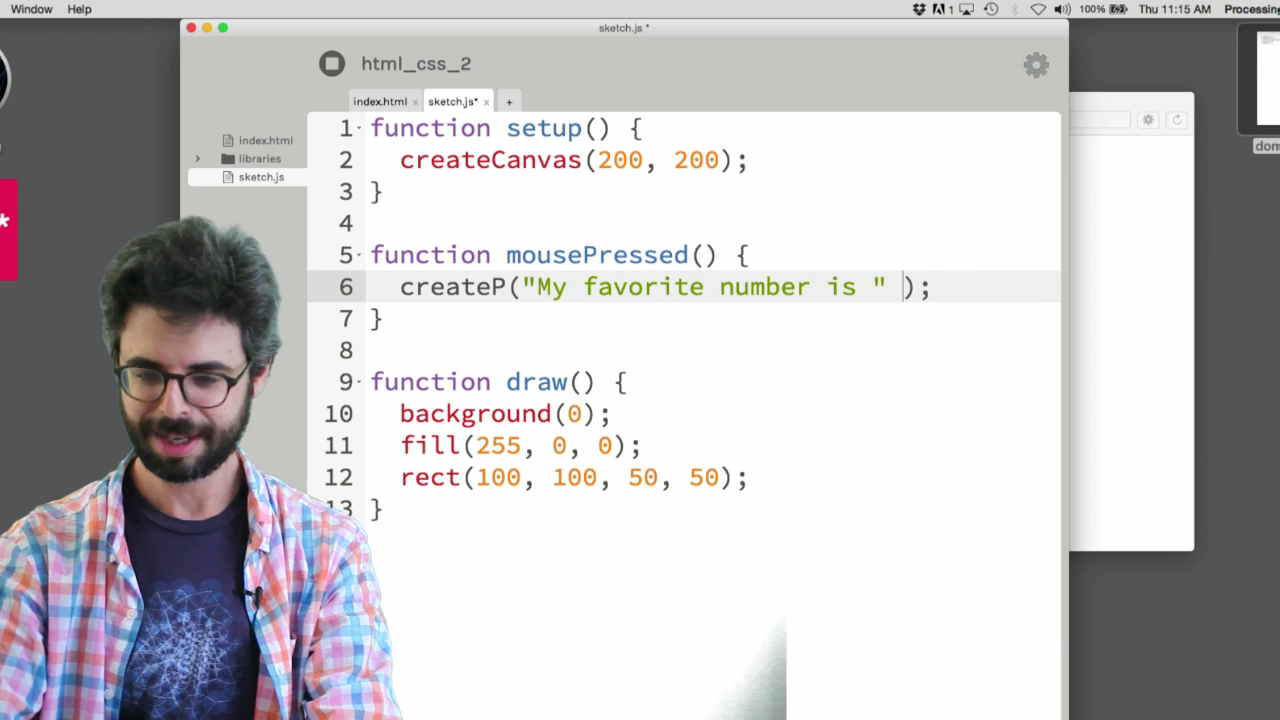 Window Help
1 100% Thu 11:15 AM Processing
sketch.js *
html_css_2
index.html × sketch.js* × +
index.html
libraries
sketch.js
1 function setup() {
2 createCanvas(200, 200);
3 }
4
5 function mousePressed() {
6 createP("My favorite number is " );
7 }
8
9 function draw() {
10 background(0);
11 fill(255, 0, 0);
12 rect(100, 100, 50, 50);
13 }
dom
*